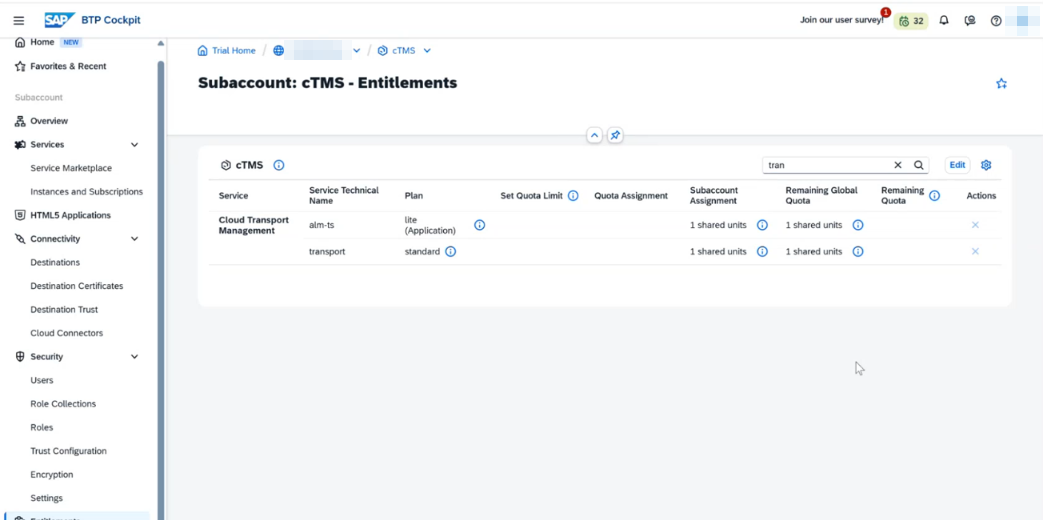 SAP BTP Cockpit
Join our user survey!
1
32
Home NEW
Favorites & Recent
Subaccount
Overview
Services
Service Marketplace
Instances and Subscriptions
HTML5 Applications
Connectivity
Destinations
Destination Certificates
Destination Trust
Cloud Connectors
Security
Users
Role Collections
Roles
Trust Configuration
Encryption
Settings
Trial Home / / cTMS
Subaccount: cTMS - Entitlements
cTMS
tran
Edit
Service
Service Technical
Name
Plan
Set Quota Limit
Quota Assignment
Subaccount
Assignment
Remaining Global
Quota
Remaining
Quota
Actions
Cloud Transport
Management
alm-ts
lite
(Application)
1 shared units
1 shared units
transport
standard
1 shared units
1 shared units